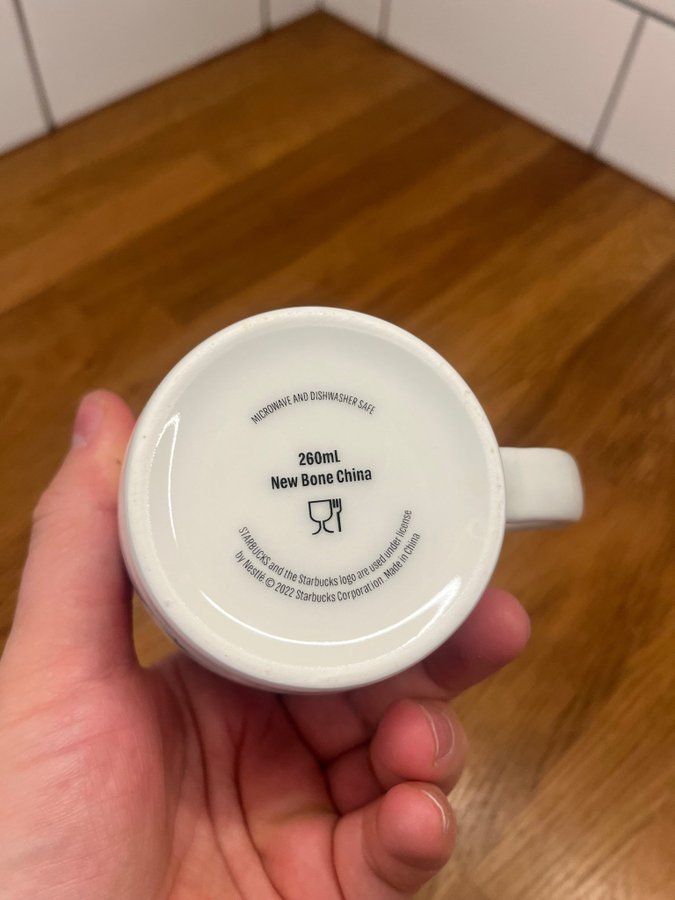 MICROWAVE AND DISHWASHER SAFE
260mL
New Bone China
STARBUCKS and the Starbucks logo are used under license
by Nestlé. © 2022 Starbucks Corporation. Made in China